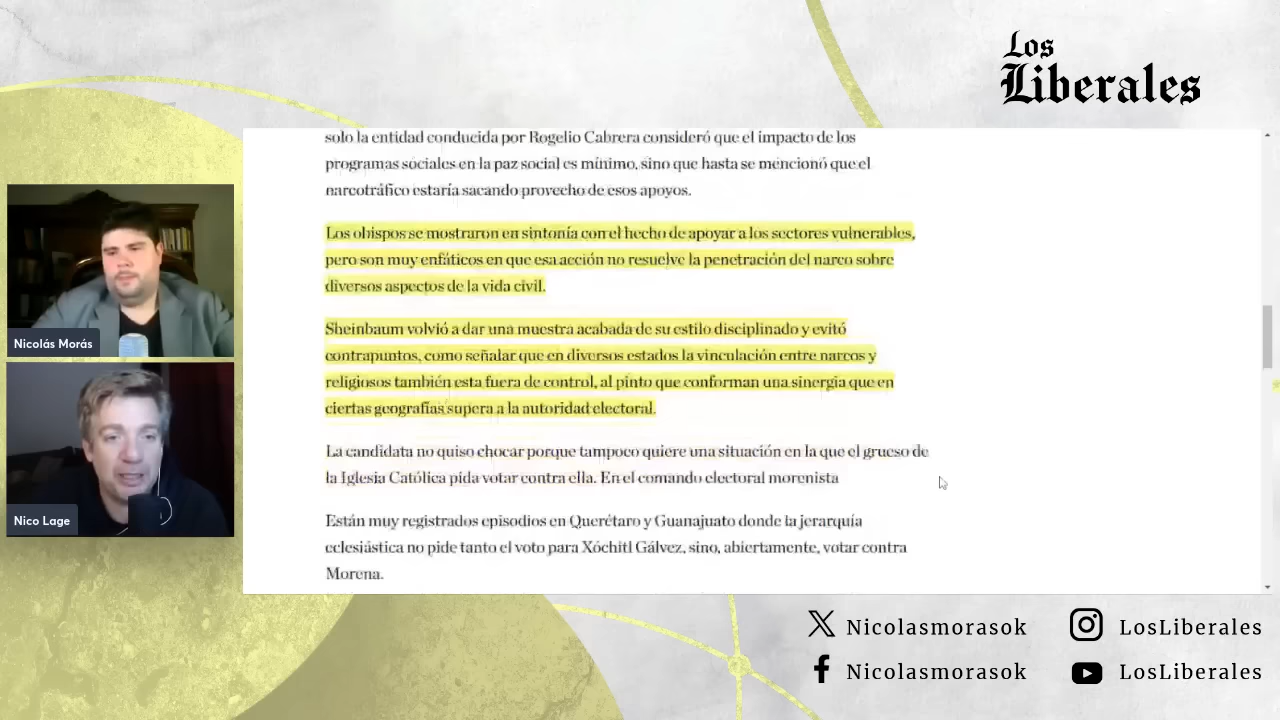 Los
Liberales
solo la entidad conducida por Rogelio Cabrera consideró que el impacto de los
programas sociales en la paz social es mínimo, sino que hasta se mencionó que el
narcotráfico estaría sacando provecho de esos apoyos.
Los obispos se mostraron en sintonía con el hecho de apoyar a los sectores vulnerables,
pero son muy enfáticos en que esa acción no resuelve la penetración del narco sobre
diversos aspectos de la vida civil.
Sheinbaum volvió a dar una muestra acabada de su estilo disciplinado y evitó
contrapuntos, como señalar que en diversos estados la vinculación entre narcos y
religiosos también esta fuera de control, al pinto que conforman una sinergia que en
ciertas geografías supera a la autoridad electoral.
La candidata no quiso chocar porque tampoco quiere una situación en la que el grueso de
la Iglesia Católica pida votar contra ella. En el comando electoral morenista
Están muy registrados episodios en Querétaro y Guanajuato donde la jerarquía
eclesiástica no pide tanto el voto para Xóchitl Gálvez, sino, abiertamente, votar contra
Morena.
Nicolás Morás
Nico Lage
Nicolasmorasok
LosLiberales
Nicolasmorasok
LosLiberales